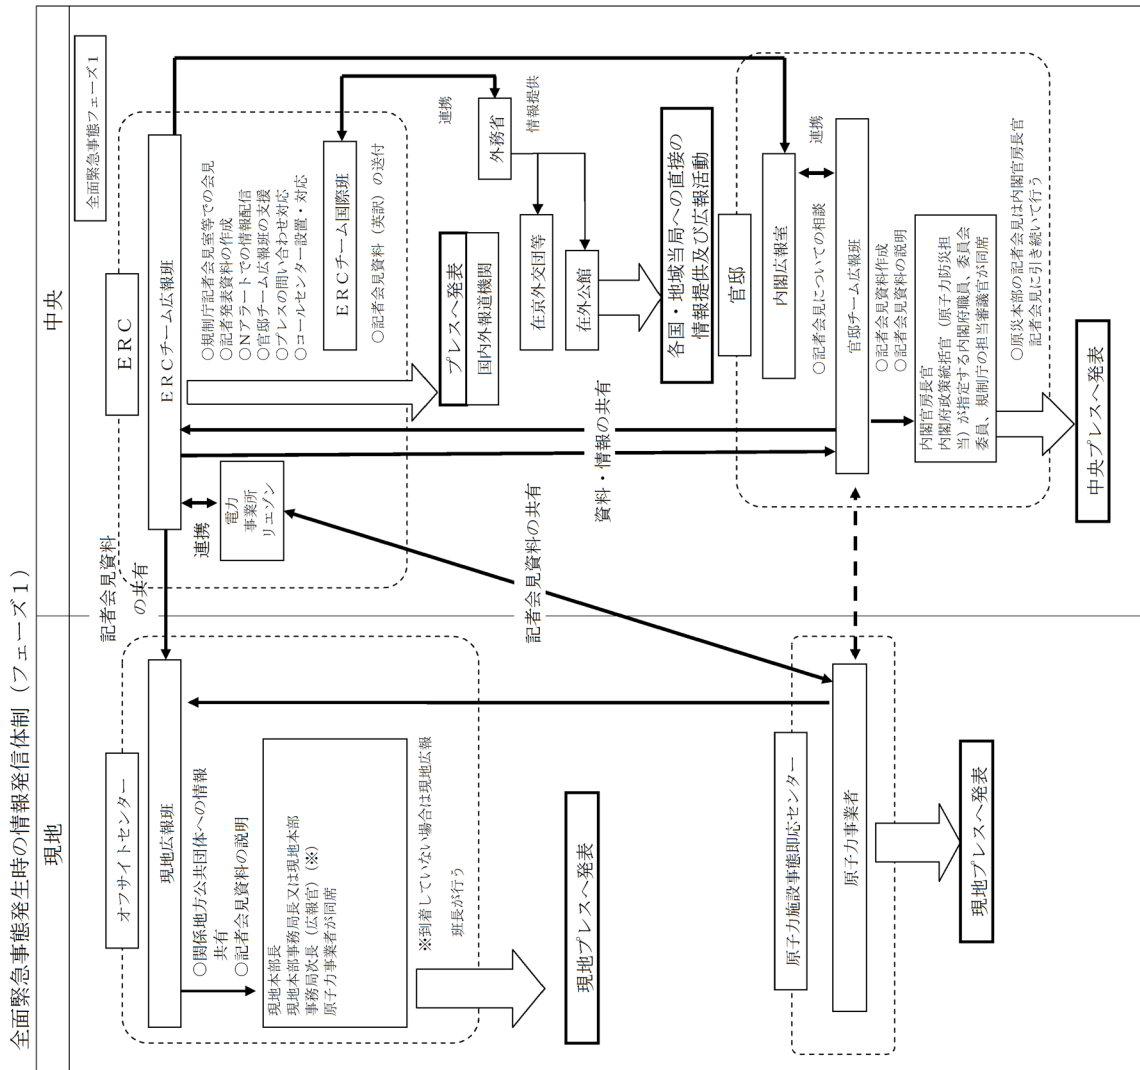 全面緊急事態発生時の情報発信体制（フェーズ１）
現地
中央
全面緊急事態フェーズ１
オフサイトセンター
現地広報班
○関係地方公共団体への情報
共有
○記者会見資料の説明
現地本部長
現地本部事務局長又は現地本部
事務局次長（広報官）（※）
原子力事業者が同席
※到着していない場合は現地広報
班長が行う
現地プレスへ発表
原子力施設事態即応センター
原子力事業者
現地プレスへ発表
記者会見資料
の共有
記者会見資料の共有
資料・情報の共有
ＥＲＣ
ＥＲＣチーム広報班
○規制庁記者会見室等での会見
○記者発表資料の作成
○Ｎアラートでの情報配信
○官邸チーム広報班の支援
○プレスの問い合わせ対応
○コールセンター設置・対応
連携
電力
事業所
リエゾン
ＥＲＣチーム国際班
○記者会見資料（英訳）の送付
プレスへ発表
国内外報道機関
連携
外務省
情報提供
在京外交団等
在外公館
各国・地域当局への直接の
情報提供及び広報活動
官邸
内閣広報室
○記者会見についての相談
連携
官邸チーム広報班
○記者会見資料作成
○記者会見資料の説明
内閣官房長官
内閣府政策統括官（原子力防災担
当）が指定する内閣府職員、委員会
委員、規制庁の担当審議官が同席
○原災本部の記者会見は内閣官房長官
記者会見に引き続いて行う
中央プレスへ発表